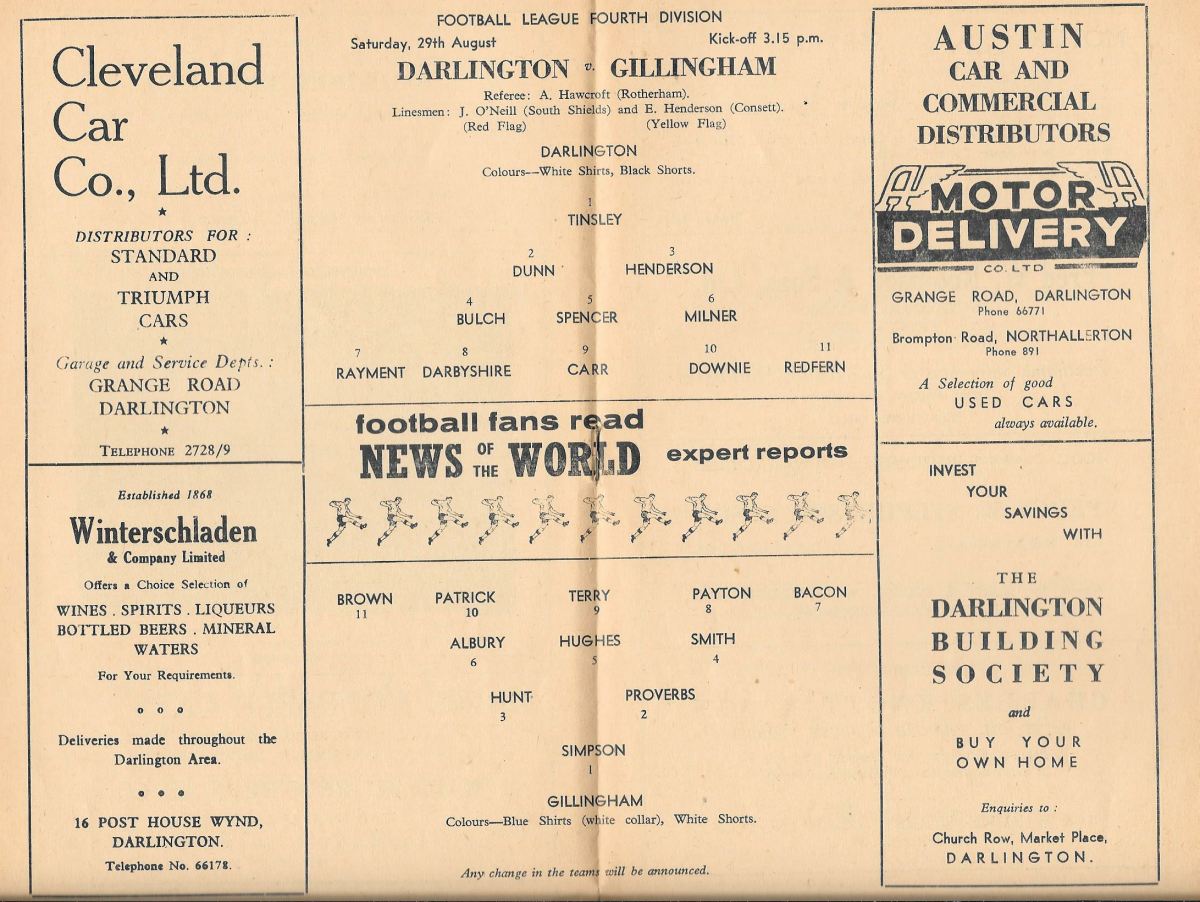 Cleveland
Car
Co., Ltd.
DISTRIBUTORS FOR :
STANDARD
AND
TRIUMPH
CARS
Garage and Service Depts. :
GRANGE ROAD
DARLINGTON
TELEPHONE 2728/9
Established 1868
Winterschladen
& Company Limited
Offers a Choice Selection of
WINES . SPIRITS . LIQUEURS
BOTTLED BEERS . MINERAL
WATERS
For Your Requirements.
Deliveries made throughout the
Darlington Area.
16 POST HOUSE WYND,
DARLINGTON.
Telephone No. 66178.
FOOTBALL LEAGUE FOURTH DIVISION
Saturday, 29th August Kick-off 3.15 p.m.
DARLINGTON v. GILLINGHAM
Referee: A. Hawcroft (Rotherham).
Linesmen: J. O'Neill (South Shields) and E. Henderson (Consett).
(Red Flag) (Yellow Flag)
DARLINGTON
Colours--White Shirts, Black Shorts.
1
TINSLEY
2 3
DUNN HENDERSON
4 5 6
BULCH SPENCER MILNER
7 8 9 10 11
RAYMENT DARBYSHIRE CARR DOWNIE REDFERN
football fans read
NEWS OF THE WORLD expert reports
BROWN PATRICK TERRY PAYTON BACON
11 10 9 8 7
ALBURY HUGHES SMITH
6 5 4
HUNT PROVERBS
3 2
SIMPSON
1
GILLINGHAM
Colours—Blue Shirts (white collar), White Shorts.
Any change in the teams will be announced.
AUSTIN
CAR AND
COMMERCIAL
DISTRIBUTORS
MOTOR
DELIVERY
CO. LTD
GRANGE ROAD, DARLINGTON
Phone 66771
Brompton Road, NORTHALLERTON
Phone 891
A Selection of good
USED CARS
always available.
INVEST
YOUR
SAVINGS
WITH
THE
DARLINGTON
BUILDING
SOCIETY
and
BUY YOUR
OWN HOME
Enquiries to :
Church Row, Market Place,
DARLINGTON.